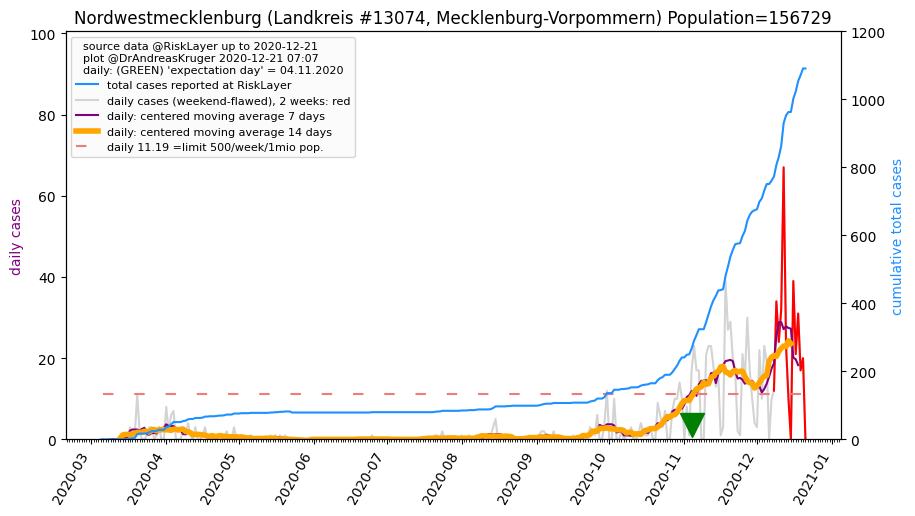 Nordwestmecklenburg (Landkreis #13074, Mecklenburg-Vorpommern) Population=156729
source data @RiskLayer up to 2020-12-21
plot @DrAndreasKruger 2020-12-21 07:07
daily: (GREEN) 'expectation day' = 04.11.2020
total cases reported at RiskLayer
daily cases (weekend-flawed), 2 weeks: red
daily: centered moving average 7 days
daily: centered moving average 14 days
daily 11.19 =limit 500/week/1mio pop.
daily cases
100
80
60
40
20
0
cumulative total cases
1200
1000
800
600
400
200
0
2020-03
2020-04
2020-05
2020-06
2020-07
2020-08
2020-09
2020-10
2020-11
2020-12
2021-01